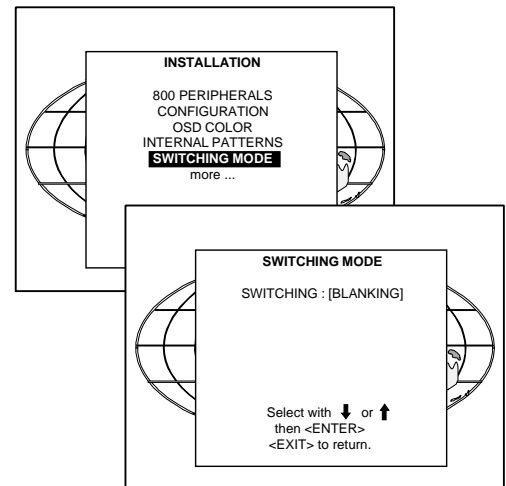 INSTALLATION
800 PERIPHERALS
CONFIGURATION
OSD COLOR
INTERNAL PATTERNS
SWITCHING MODE
more ...
SWITCHING MODE
SWITCHING : [BLANKING]
Select with ⬇ or ⬆
then <ENTER>
<EXIT> to return.